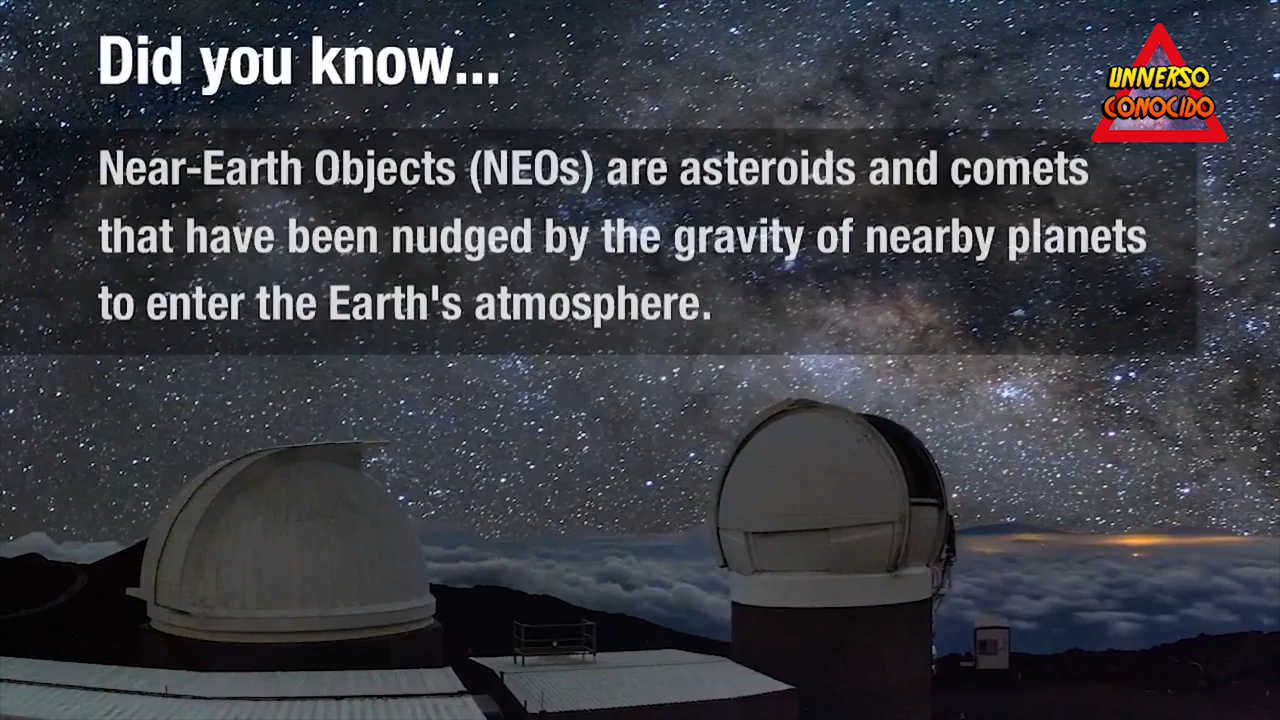 Did you know...
UNIVERSO
CONOCIDO
Near-Earth Objects (NEOs) are asteroids and comets
that have been nudged by the gravity of nearby planets
to enter the Earth's atmosphere.